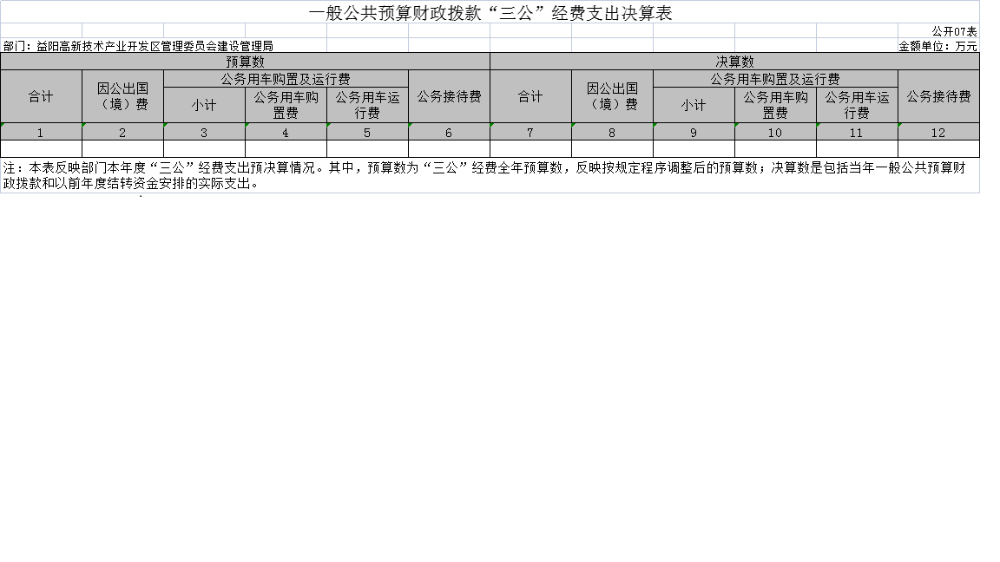 一般公共预算财政拨款“三公”经费支出决算表
公开07表
部门：益阳高新技术产业开发区管理委员会建设管理局
金额单位：万元
预算数
决算数
合计
因公出国
（境）费
公务用车购置及运行费
小计
公务用车购
置费
公务用车运
行费
公务接待费
合计
因公出国
（境）费
公务用车购置及运行费
小计
公务用车购
置费
公务用车运
行费
公务接待费
1
2
3
4
5
6
7
8
9
10
11
12
注：本表反映部门本年度“三公”经费支出预决算情况。其中，预算数为“三公”经费全年预算数，反映按规定程序调整后的预算数；决算数是包括当年一般公共预算财
政拨款和以前年度结转资金安排的实际支出。